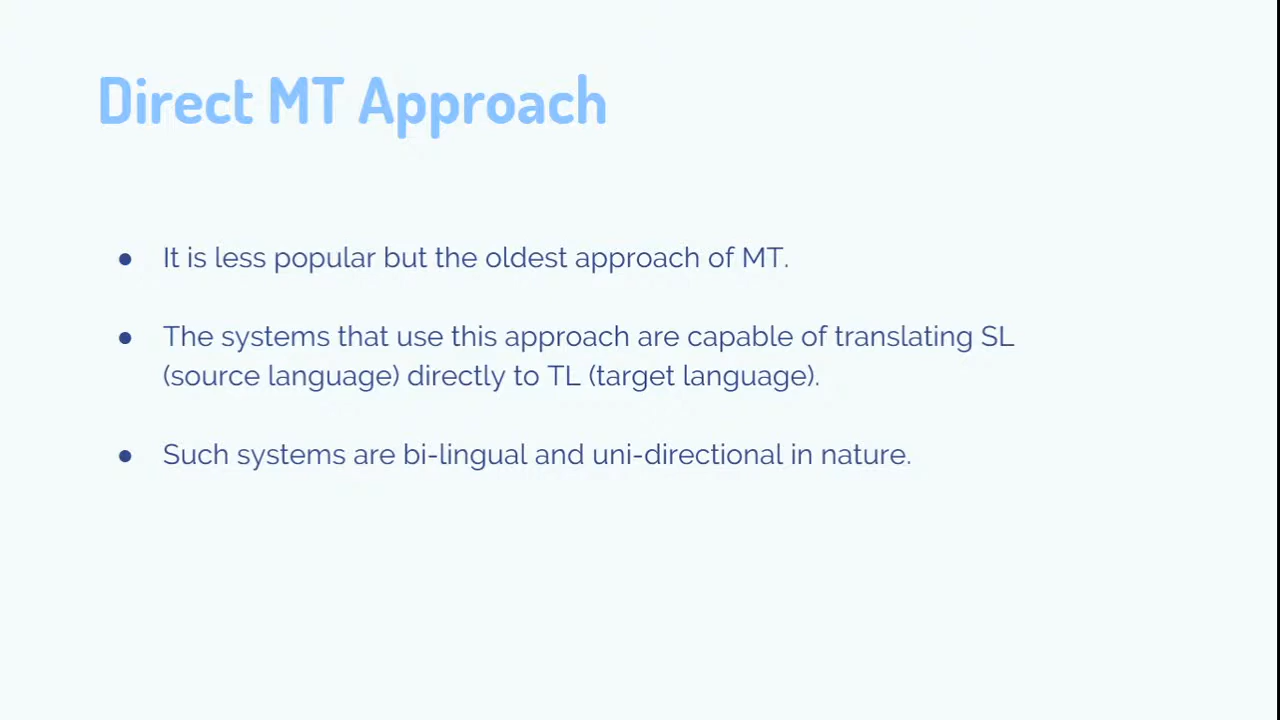 Direct MT Approach
● It is less popular but the oldest approach of MT.
● The systems that use this approach are capable of translating SL
(source language) directly to TL (target language).
● Such systems are bi-lingual and uni-directional in nature.